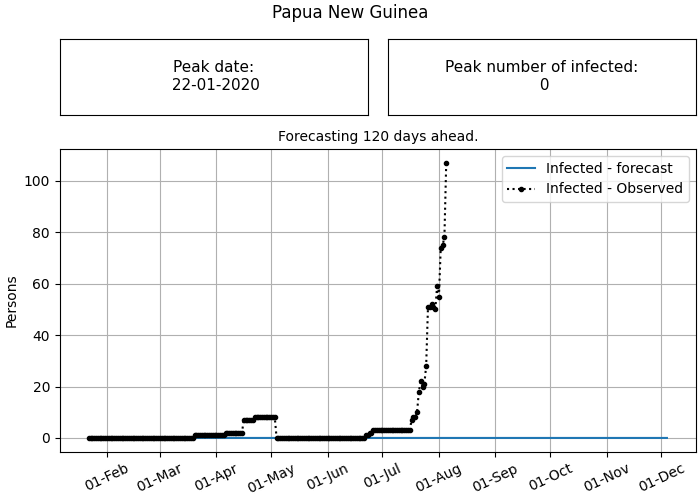 Papua New Guinea
Peak date:
22-01-2020
Peak number of infected:
0
Forecasting 120 days ahead.
Infected - forecast
Infected - Observed
Persons
100
80
60
40
20
0
01-Feb
01-Mar
01-Apr
01-May
01-Jun
01-Jul
01-Aug
01-Sep
01-Oct
01-Nov
01-Dec